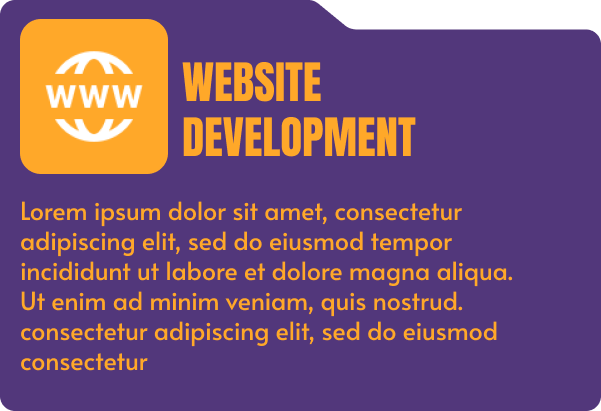 WWW
WEBSITE
DEVELOPMENT
Lorem ipsum dolor sit amet, consectetur
adipiscing elit, sed do eiusmod tempor
incididunt ut labore et dolore magna aliqua.
Ut enim ad minim veniam, quis nostrud.
consectetur adipiscing elit, sed do eiusmod
consectetur